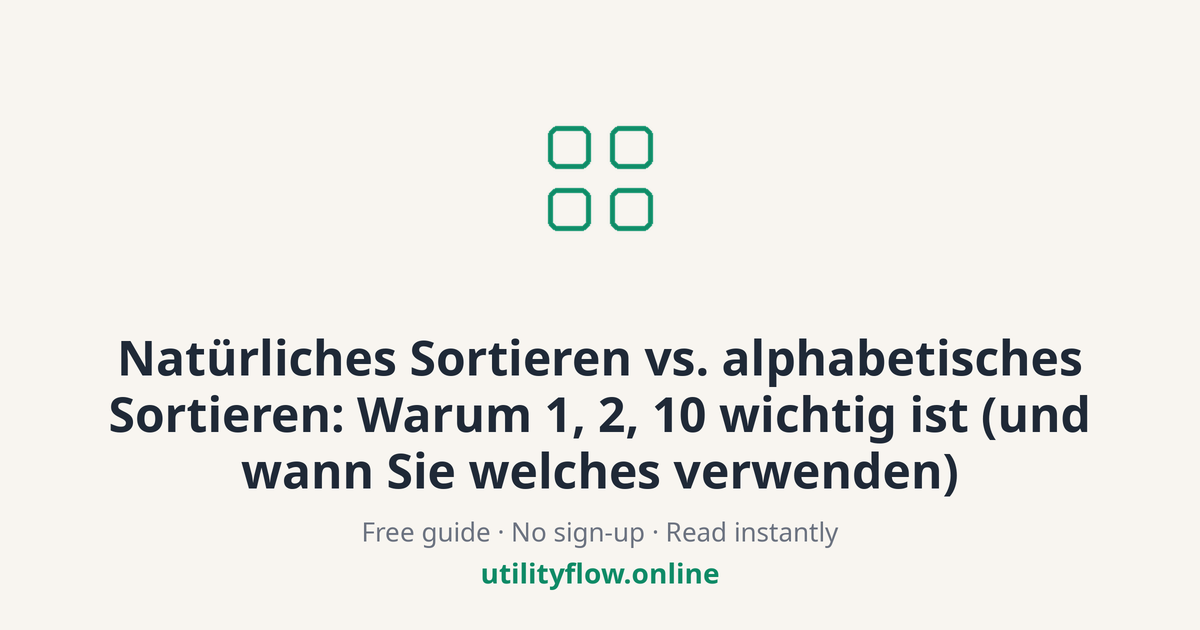 Natürliches Sortieren vs. alphabetisches
Sortieren: Warum 1, 2, 10 wichtig ist (und
wann Sie welches verwenden)
Free guide · No sign-up · Read instantly
utilityflow.online